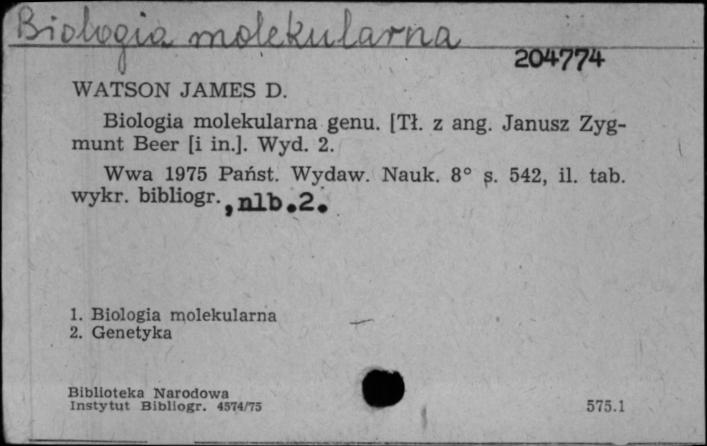 Biologia molekularna
204774
WATSON JAMES D.
Biologia molekularna genu. [Tł. z ang. Janusz Zyg-
munt Beer [i in.]. Wyd. 2.
Wwa 1975 Państ. Wydaw. Nauk. 8° s. 542, il. tab.
wykr. bibliogr. , nlb.2.
1. Biologia molekularna
2. Genetyka
Biblioteka Narodowa
Instytut Bibliogr. 4574/75
575.1